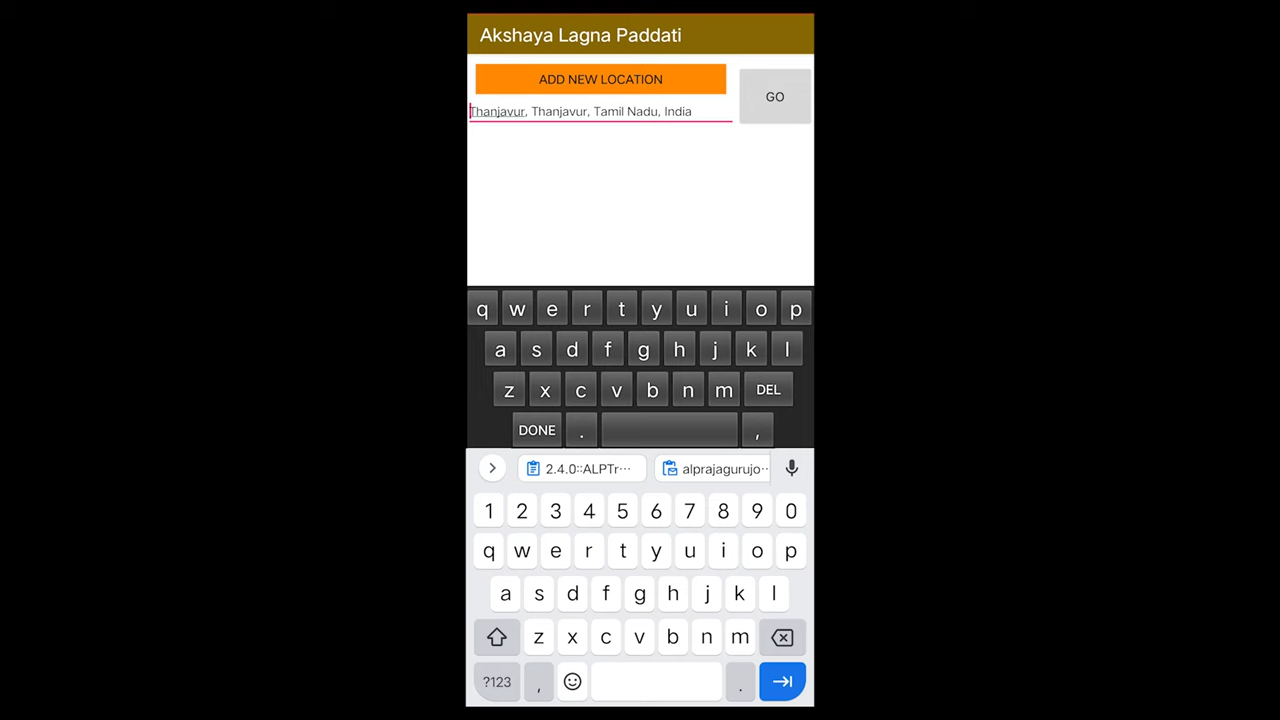 Akshaya Lagna Paddati
ADD NEW LOCATION
GO
Thanjavur, Thanjavur, Tamil Nadu, India
q w e r t y u i o p
a s d f g h j k l
z x c v b n m DEL
DONE . ,
2.4.0::ALPTr··· alprajagurujo··
1 2 3 4 5 6 7 8 9 0
q w e r t y u i o p
a s d f g h j k l
z x c v b n m
?123 , .